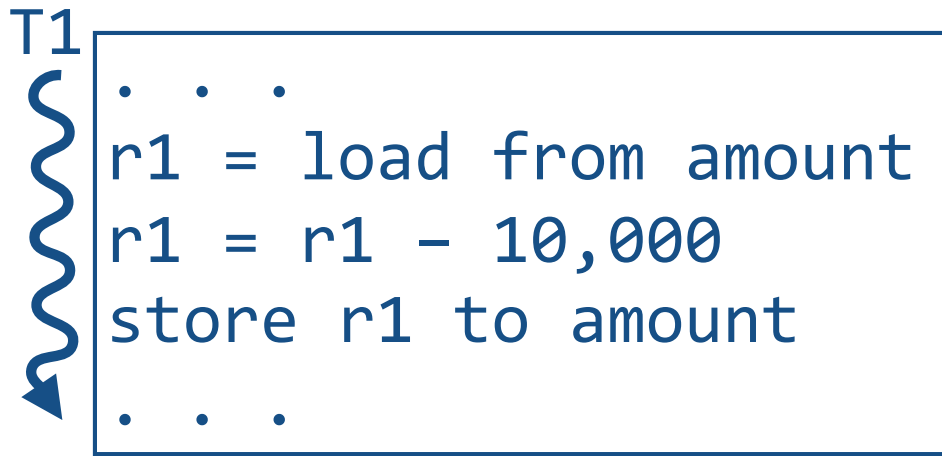 T1
. . .
r1 = load from amount
r1 = r1 – 10,000
store r1 to amount
. . .